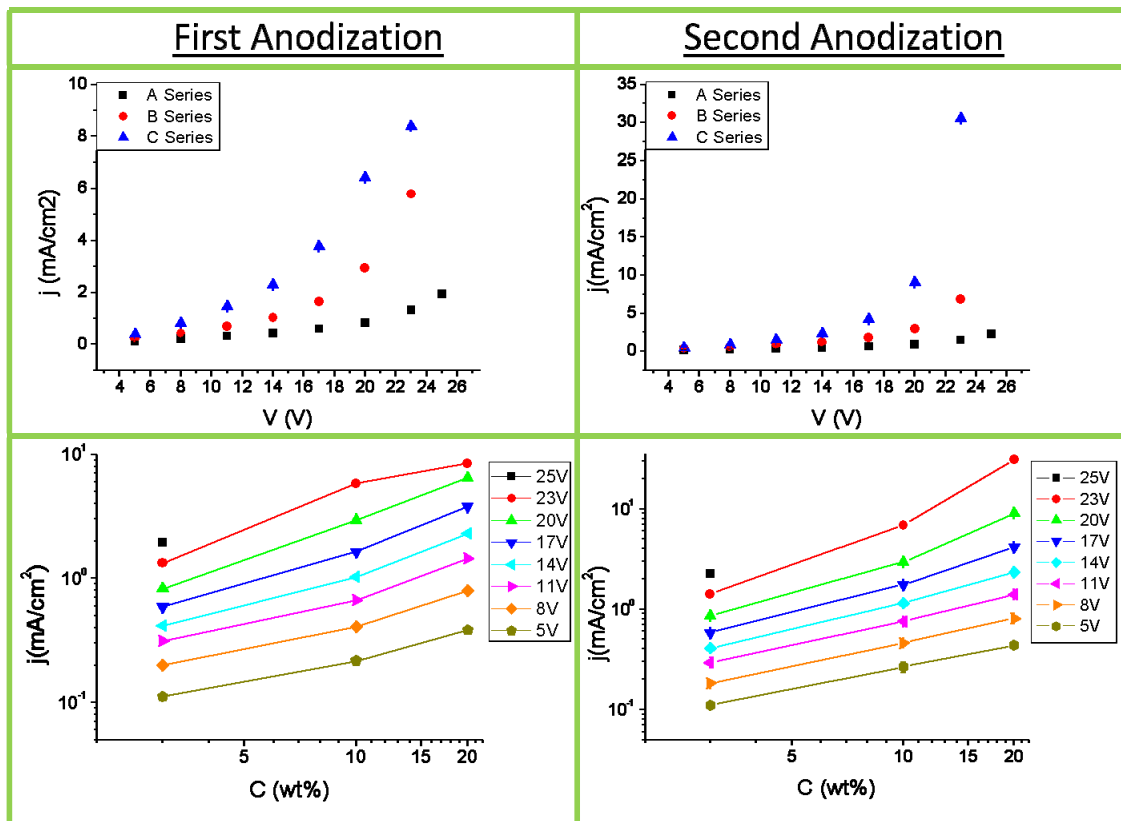 First Anodization
Second Anodization
10
8
6
4
2
0
j (mA/cm2)
A Series
B Series
C Series
4 6 8 10 12 14 16 18 20 22 24 26
V (V)
35
30
25
20
15
10
5
0
j(mA/cm²)
A Series
B Series
C Series
4 6 8 10 12 14 16 18 20 22 24 26
V (V)
10¹
10⁰
10⁻¹
j(mA/cm²)
5 10 15 20
C (wt%)
25V
23V
20V
17V
14V
11V
8V
5V
10¹
10⁰
10⁻¹
j(mA/cm²)
5 10 15 20
C (wt%)
25V
23V
20V
17V
14V
11V
8V
5V